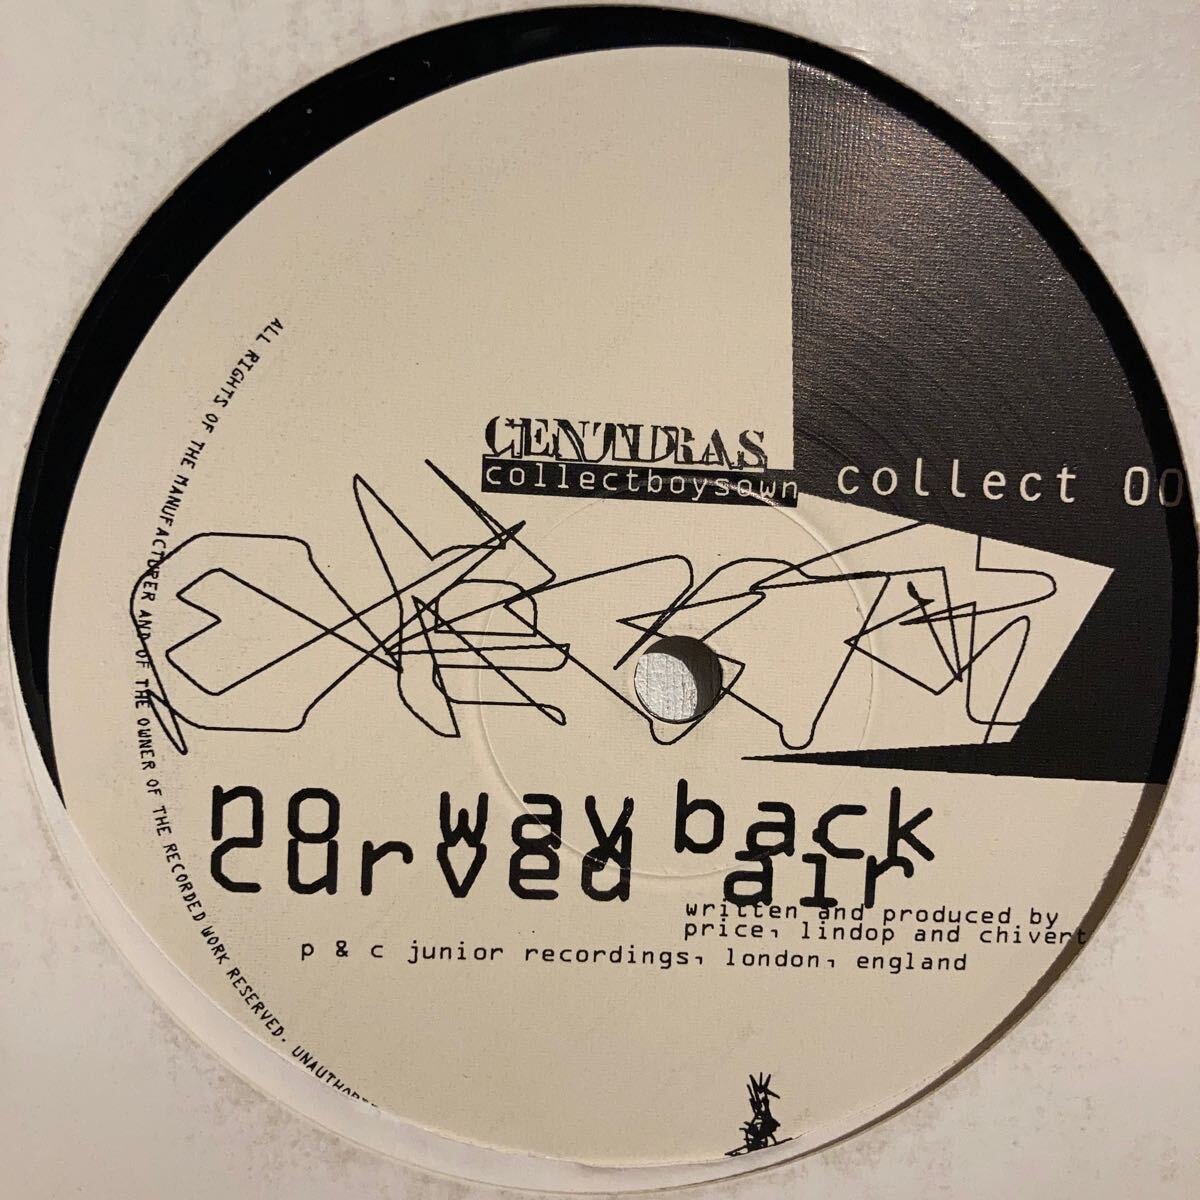 CENTURAS
collectboysown
collect 00
no way back
curved air
written and produced by
price, lindop and chivert
p & c junior recordings, london, england
ALL RIGHTS OF THE MANUFACTURER AND OF THE OWNER OF THE RECORDED WORK RESERVED. UNAUTHOR